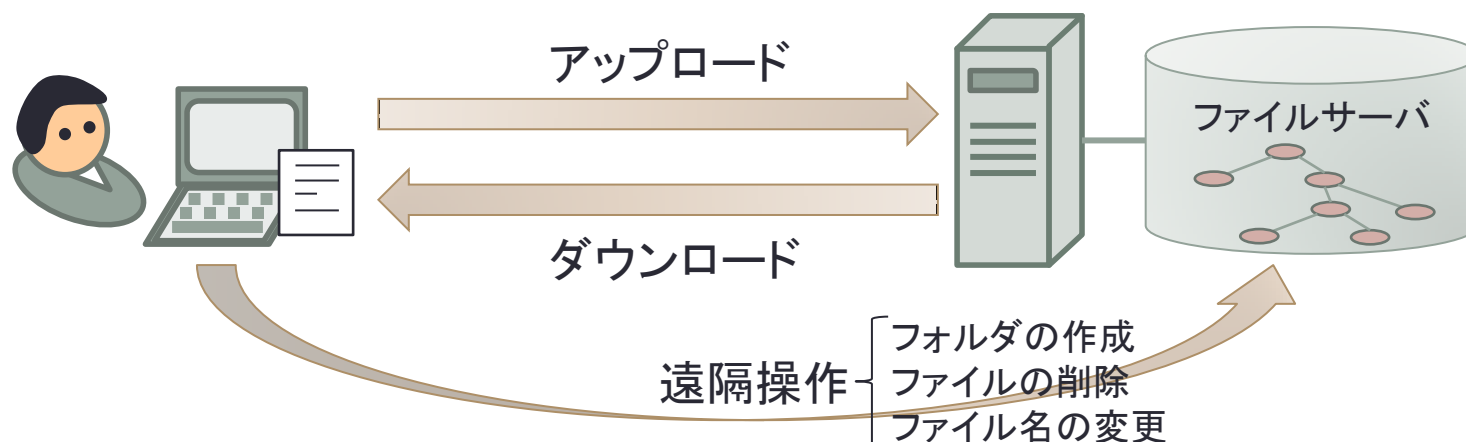 アップロード
ファイルサーバ
ダウンロード
遠隔操作
フォルダの作成
ファイルの削除
ファイル名の変更